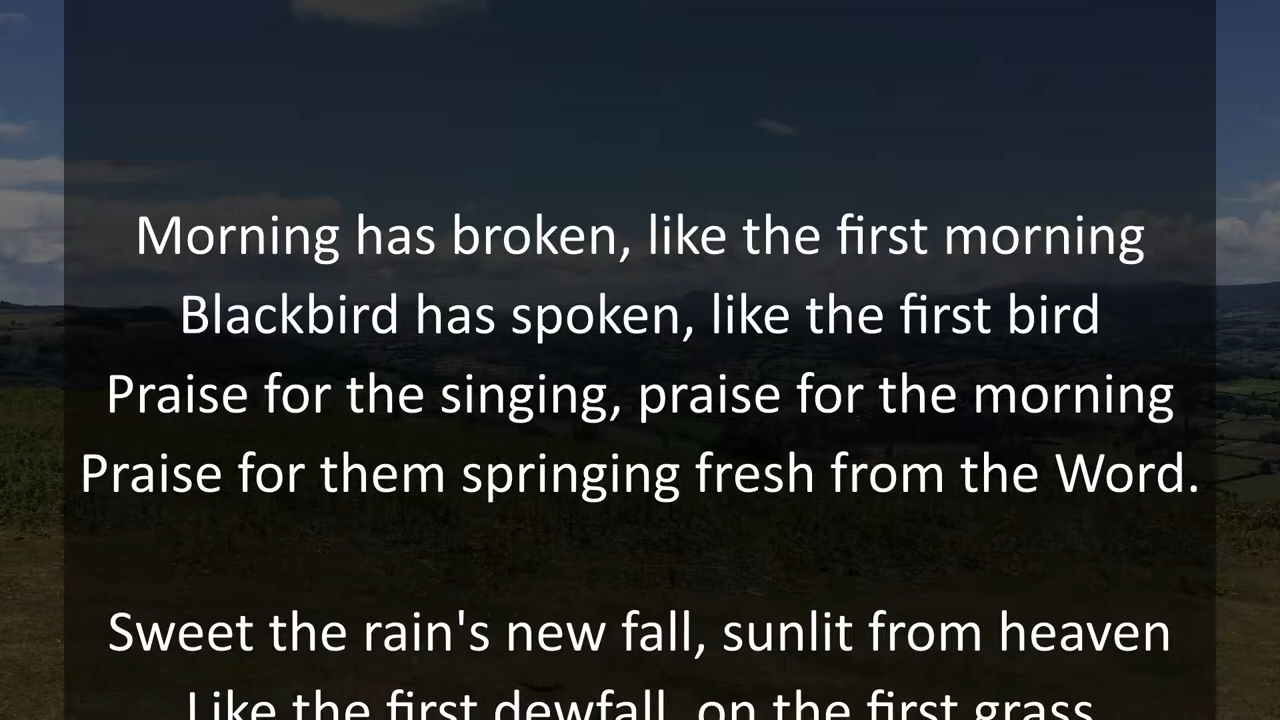 Morning has broken, like the first morning
Blackbird has spoken, like the first bird
Praise for the singing, praise for the morning
Praise for them springing fresh from the Word.
Sweet the rain's new fall, sunlit from heaven
Like the first dewfall, on the first grass